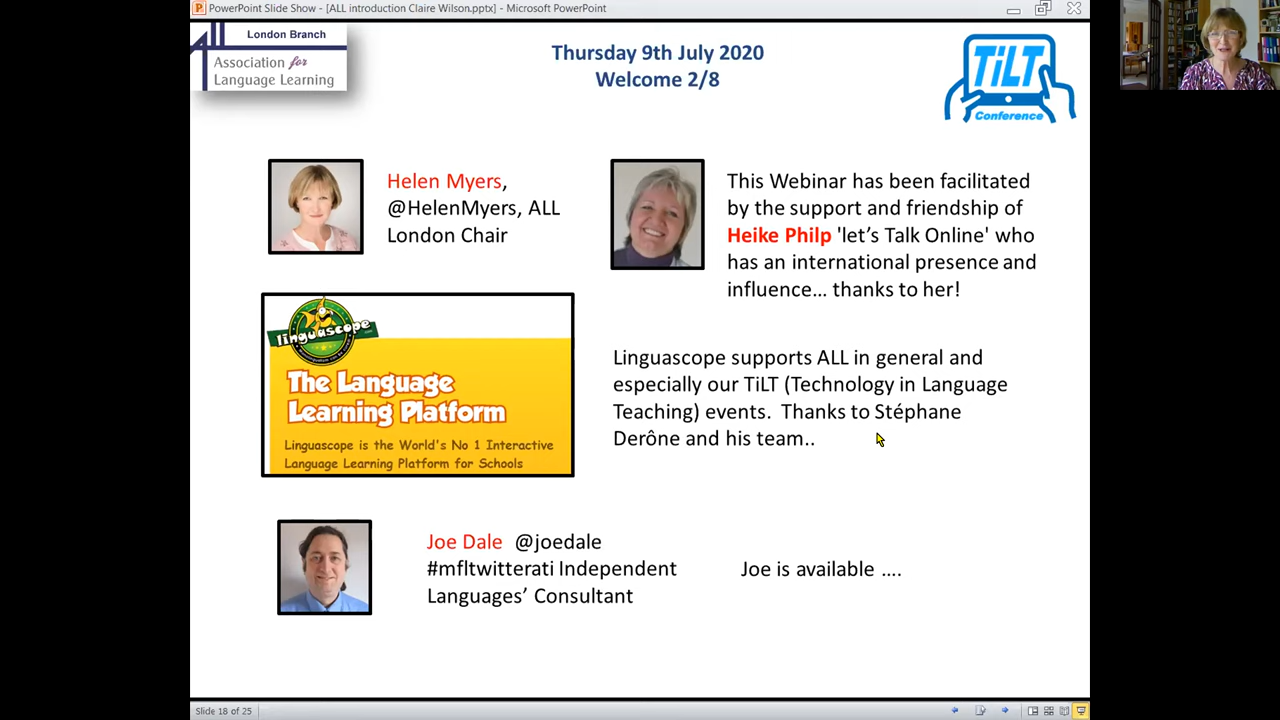 PowerPoint Slide Show - [ALL introduction Claire Wilson.pptx] - Microsoft PowerPoint
London Branch
Association for
Language Learning
Thursday 9th July 2020
Welcome 2/8
TiLT
Conference
Helen Myers,
@HelenMyers, ALL
London Chair
This Webinar has been facilitated
by the support and friendship of
Heike Philp 'let’s Talk Online' who
has an international presence and
influence… thanks to her!
linguascope
The Language
Learning Platform
Linguascope is the World's No 1 Interactive
Language Learning Platform for Schools
Linguascope supports ALL in general and
especially our TiLT (Technology in Language
Teaching) events. Thanks to Stéphane
Derône and his team..
Joe Dale @joedale
#mfltwitterati Independent
Languages’ Consultant
Joe is available ….
Slide 18 of 25